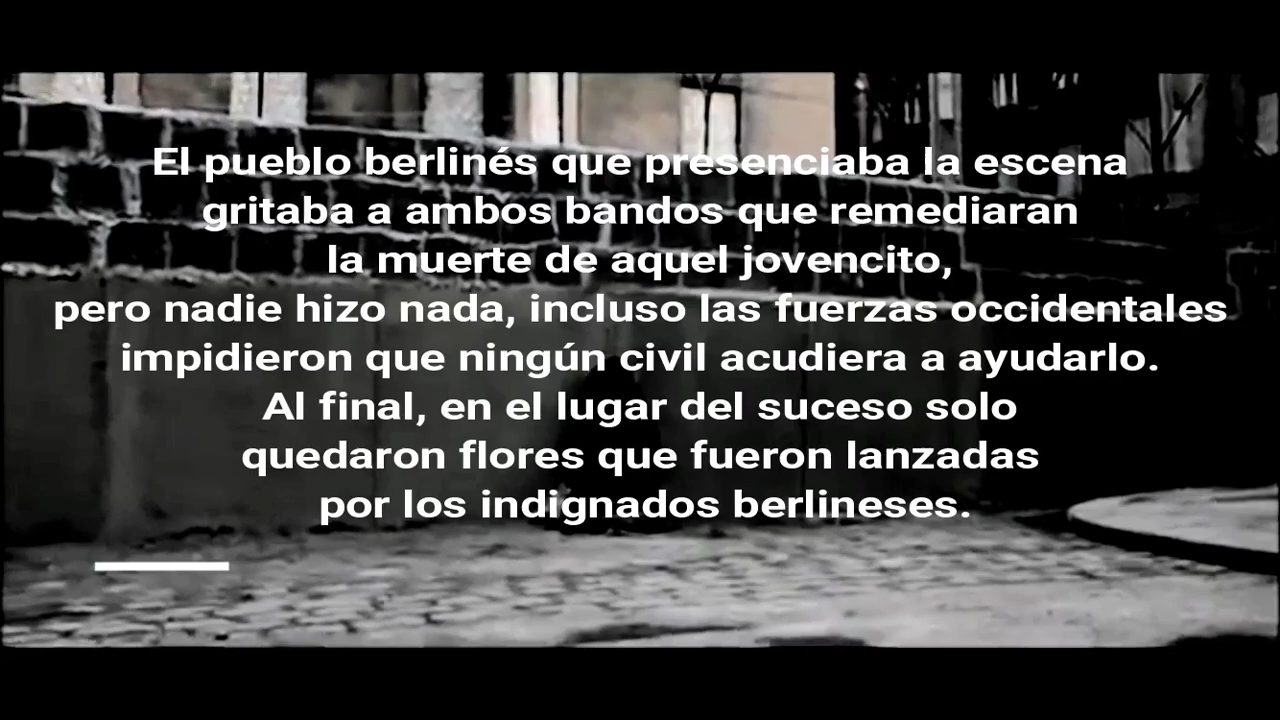 El pueblo berlinés que presenciaba la escena
gritaba a ambos bandos que remediaran
la muerte de aquel jovencito,
pero nadie hizo nada, incluso las fuerzas occidentales
impidieron que ningún civil acudiera a ayudarlo.
Al final, en el lugar del suceso solo
quedaron flores que fueron lanzadas
por los indignados berlineses.